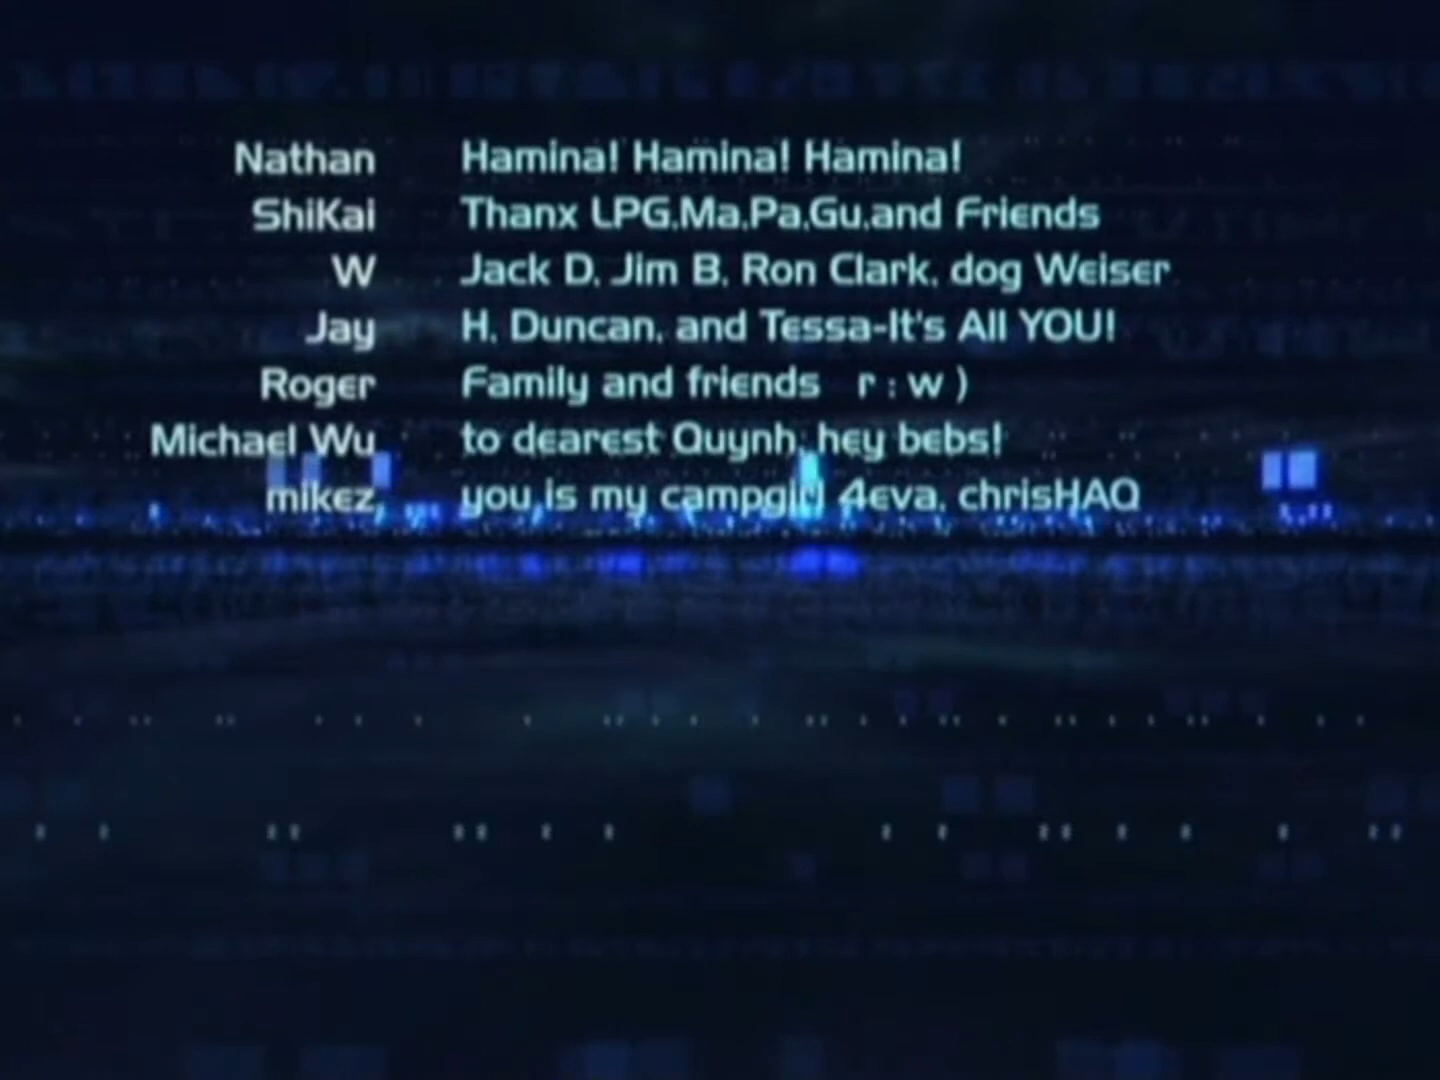 Nathan Hamina! Hamina! Hamina!
ShiKai Thanx LPG,Ma,Pa,Gu,and Friends
W Jack D, Jim B, Ron Clark, dog Weiser
Jay H, Duncan, and Tessa-It's All YOU!
Roger Family and friends r : w )
Michael Wu to dearest Quynh, hey bebs!
mikez you is my campgirl 4eva, chrisHAQ